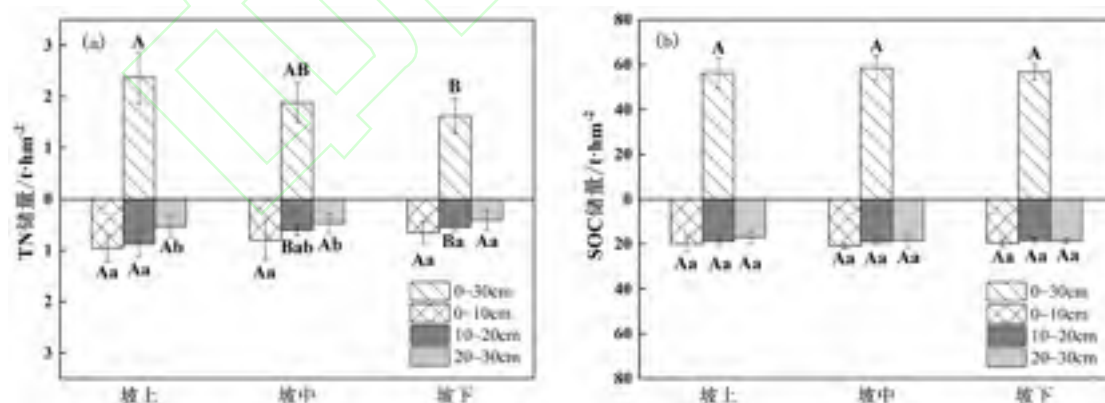 (a)
TN储量/t·hm⁻²
3
2
1
0
1
2
3
A
AB
B
Aa
Aa
Ab
Aa
Bab
Ab
Aa
Ba
Aa
0~30cm
0~10cm
10~20cm
20~30cm
坡上
坡中
坡下
(b)
SOC储量/t·hm⁻²
80
60
40
20
0
20
40
60
80
A
A
A
Aa
Aa
Aa
Aa
Aa
Aa
Aa
Aa
Aa
0~30cm
0~10cm
10~20cm
20~30cm
坡上
坡中
坡下